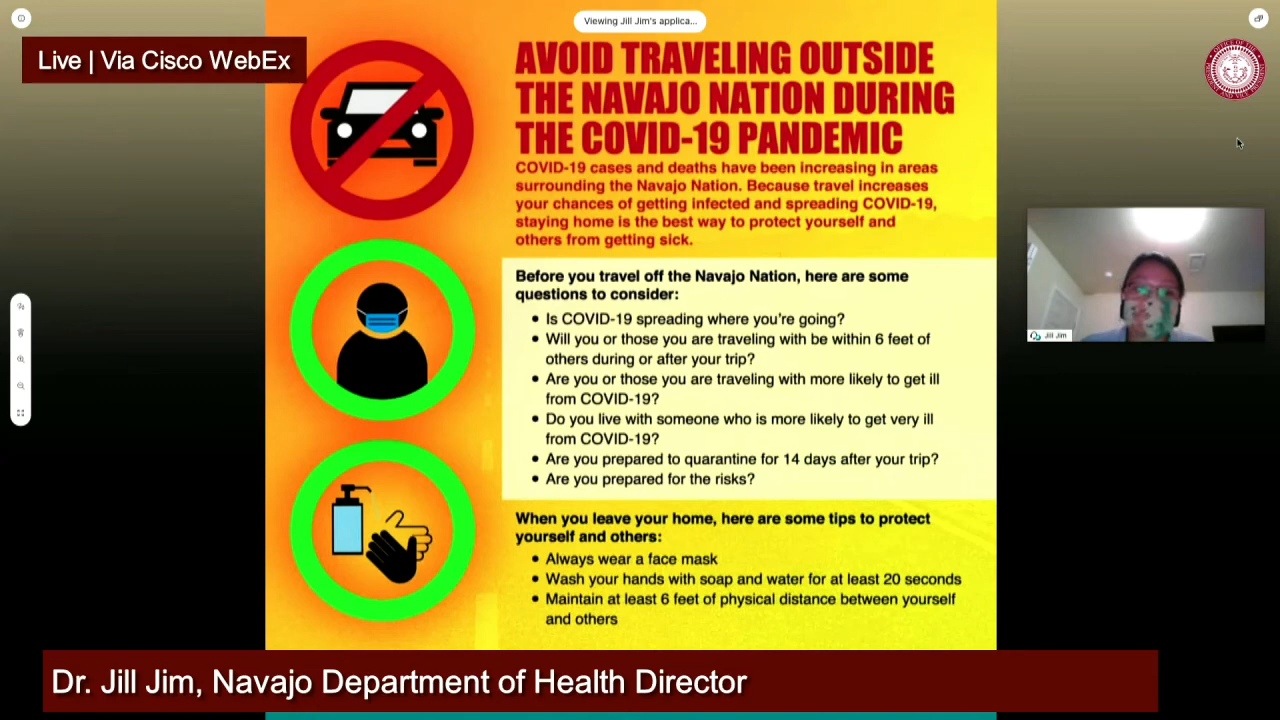 Viewing Jill Jim's applica...
Live | Via Cisco WebEx
AVOID TRAVELING OUTSIDE
THE NAVAJO NATION DURING
THE COVID-19 PANDEMIC
COVID-19 cases and deaths have been increasing in areas
surrounding the Navajo Nation. Because travel increases
your chances of getting infected and spreading COVID-19,
staying home is the best way to protect yourself and
others from getting sick.
Before you travel off the Navajo Nation, here are some
questions to consider:
• Is COVID-19 spreading where you're going?
• Will you or those you are traveling with be within 6 feet of
others during or after your trip?
• Are you or those you are traveling with more likely to get ill
from COVID-19?
• Do you live with someone who is more likely to get very ill
from COVID-19?
• Are you prepared to quarantine for 14 days after your trip?
• Are you prepared for the risks?
When you leave your home, here are some tips to protect
yourself and others:
• Always wear a face mask
• Wash your hands with soap and water for at least 20 seconds
• Maintain at least 6 feet of physical distance between yourself
and others
Jill Jim
Dr. Jill Jim, Navajo Department of Health Director